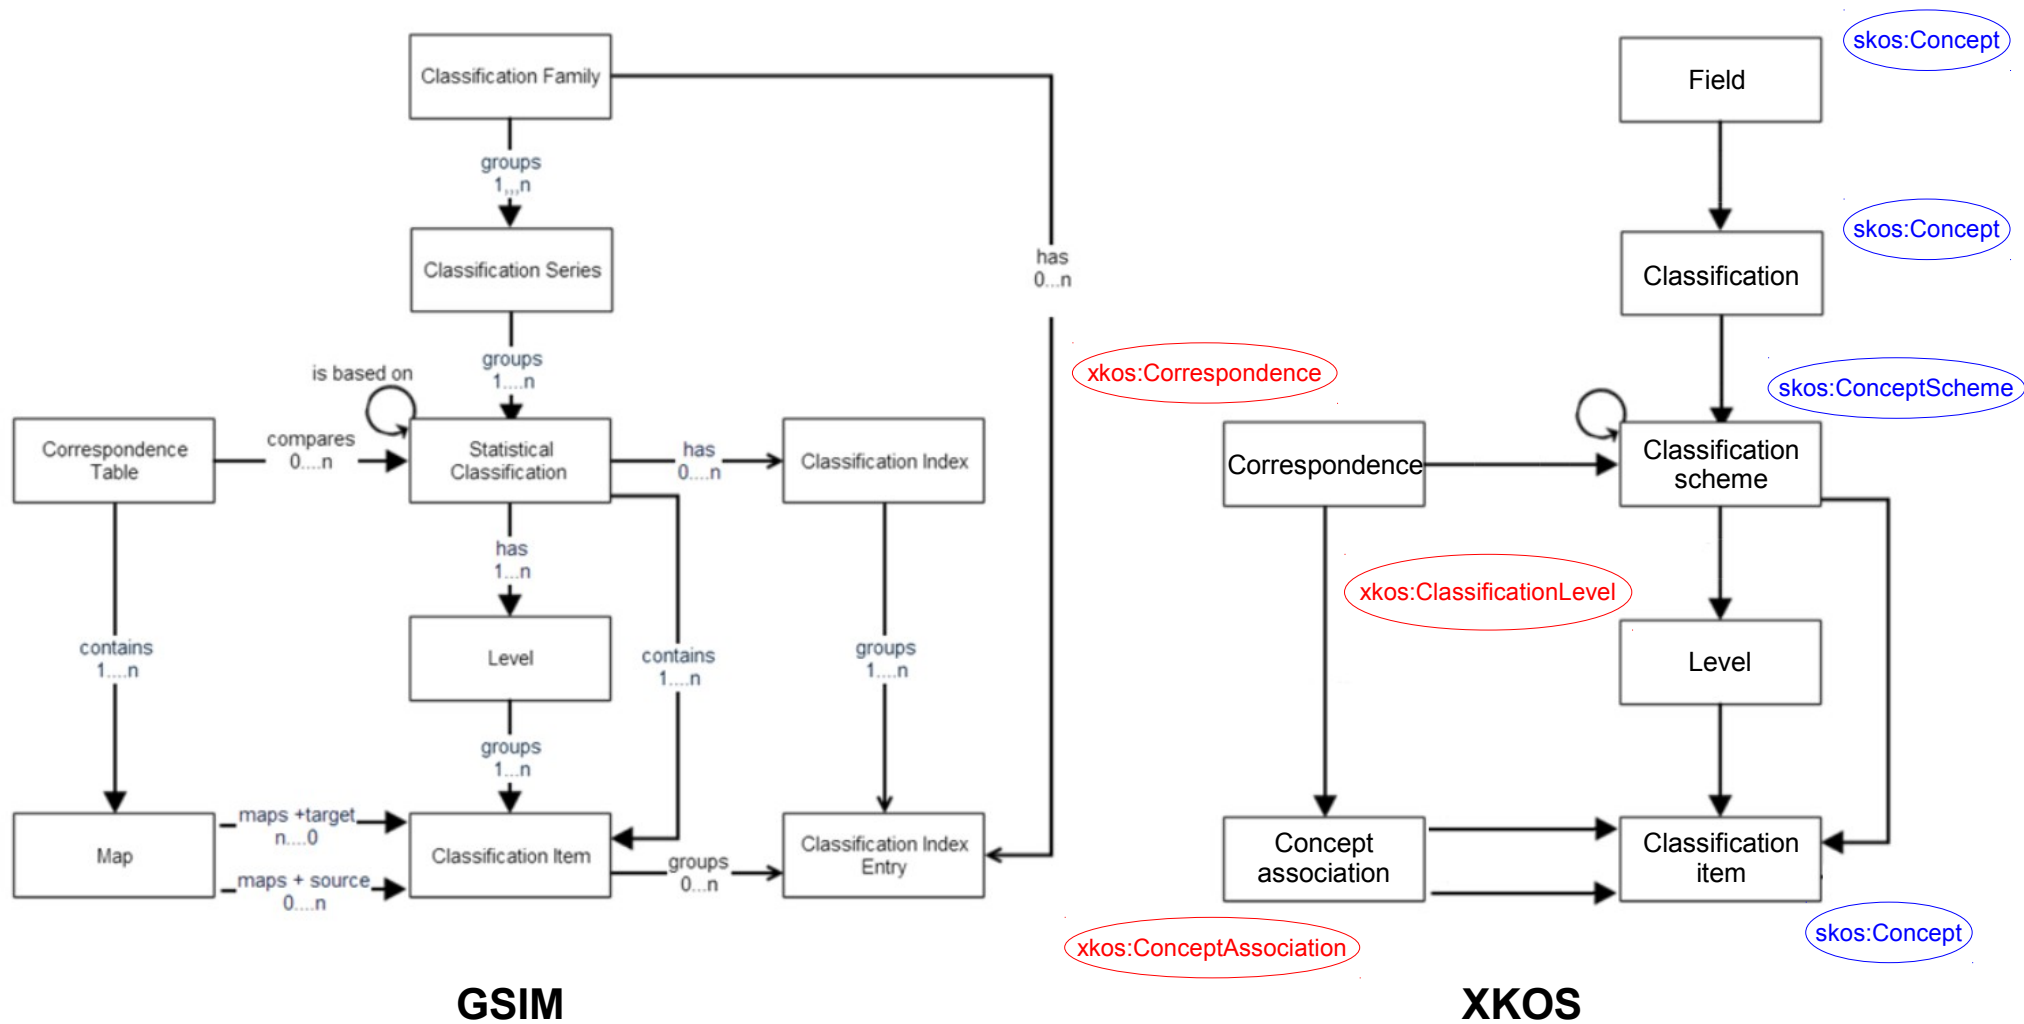 Classification Family
groups
1,,,n
Classification Series
groups
1....n
is based on
Correspondence
Table
compares
0....n
Statistical
Classification
has
0....n
Classification Index
has
0...n
has
1...n
contains
1....n
Level
contains
1....n
groups
1....n
groups
1...n
Map
maps +target
n....0
maps + source
0....n
Classification Item
groups
0...n
Classification Index
Entry
GSIM
skos:Concept
Field
skos:Concept
Classification
xkos:Correspondence
skos:ConceptScheme
Correspondence
Classification
scheme
xkos:ClassificationLevel
Level
Concept
association
Classification
item
xkos:ConceptAssociation
skos:Concept
XKOS